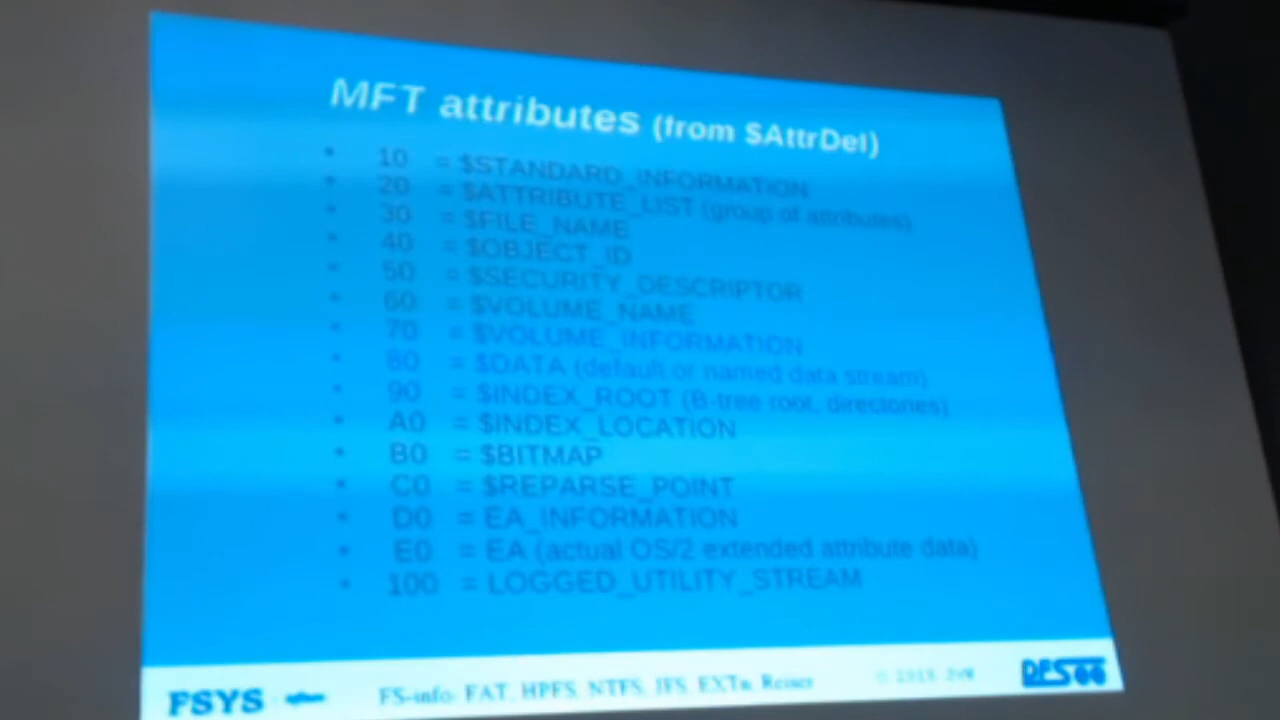 MFT attributes (from $AttrDef)
• 10 = $STANDARD_INFORMATION
• 20 = $ATTRIBUTE_LIST (group of attributes)
• 30 = $FILE_NAME
• 40 = $OBJECT_ID
• 50 = $SECURITY_DESCRIPTOR
• 60 = $VOLUME_NAME
• 70 = $VOLUME_INFORMATION
• 80 = $DATA (default or named data stream)
• 90 = $INDEX_ROOT (B-tree root, directories)
• A0 = $INDEX_LOCATION
• B0 = $BITMAP
• C0 = $REPARSE_POINT
• D0 = EA_INFORMATION
• E0 = EA (actual OS/2 extended attribute data)
• 100 = LOGGED_UTILITY_STREAM
FSYS FS-info: FAT, HPFS, NTFS, JFS, EXTn, Reiser ©